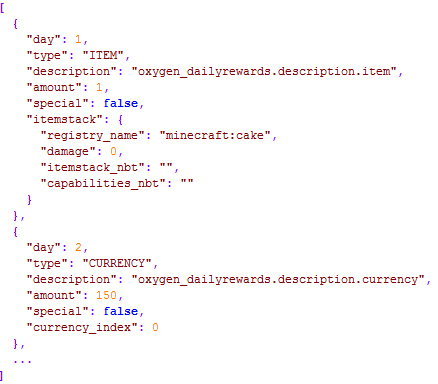 [
  {
    "day": 1,
    "type": "ITEM",
    "description": "oxygen_dailyrewards.description.item",
    "amount": 1,
    "special": false,
    "itemstack": {
      "registry_name": "minecraft:cake",
      "damage": 0,
      "itemstack_nbt": "",
      "capabilities_nbt": ""
    }
  },
  {
    "day": 2,
    "type": "CURRENCY",
    "description": "oxygen_dailyrewards.description.currency",
    "amount": 150,
    "special": false,
    "currency_index": 0
  },
  ...
]